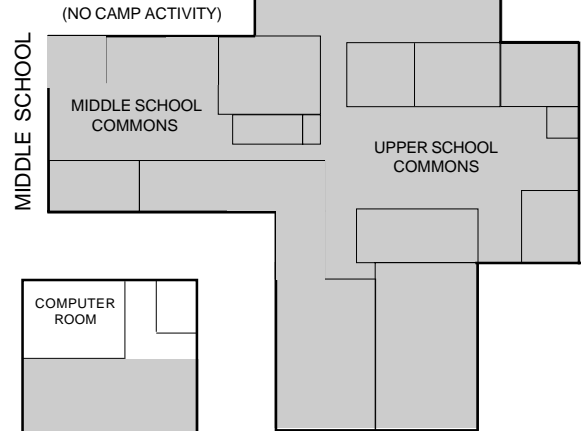 (NO CAMP ACTIVITY)
MIDDLE SCHOOL
MIDDLE SCHOOL
COMMONS
UPPER SCHOOL
COMMONS
COMPUTER
ROOM